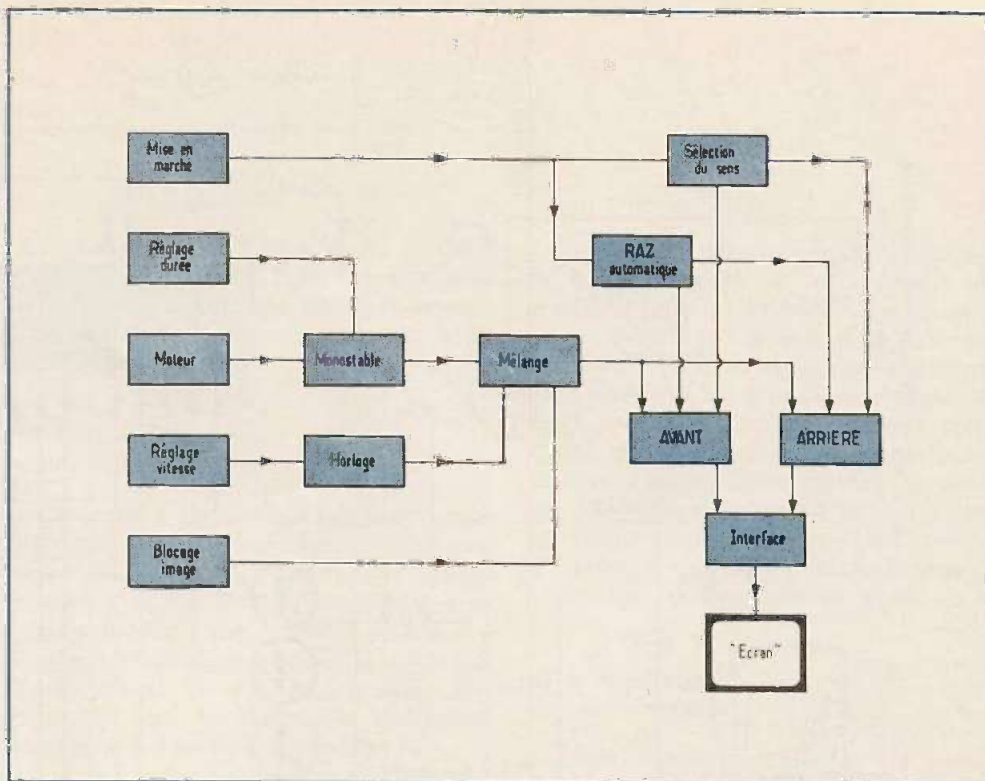 Mise en
marche
Sélection
du sens
Réglage
durée
RAZ
automatique
Moteur
Monostable
Mélange
AVANT
ARRIERE
Réglage
vitesse
Horloge
Blocage
image
Interface
"Ecran"